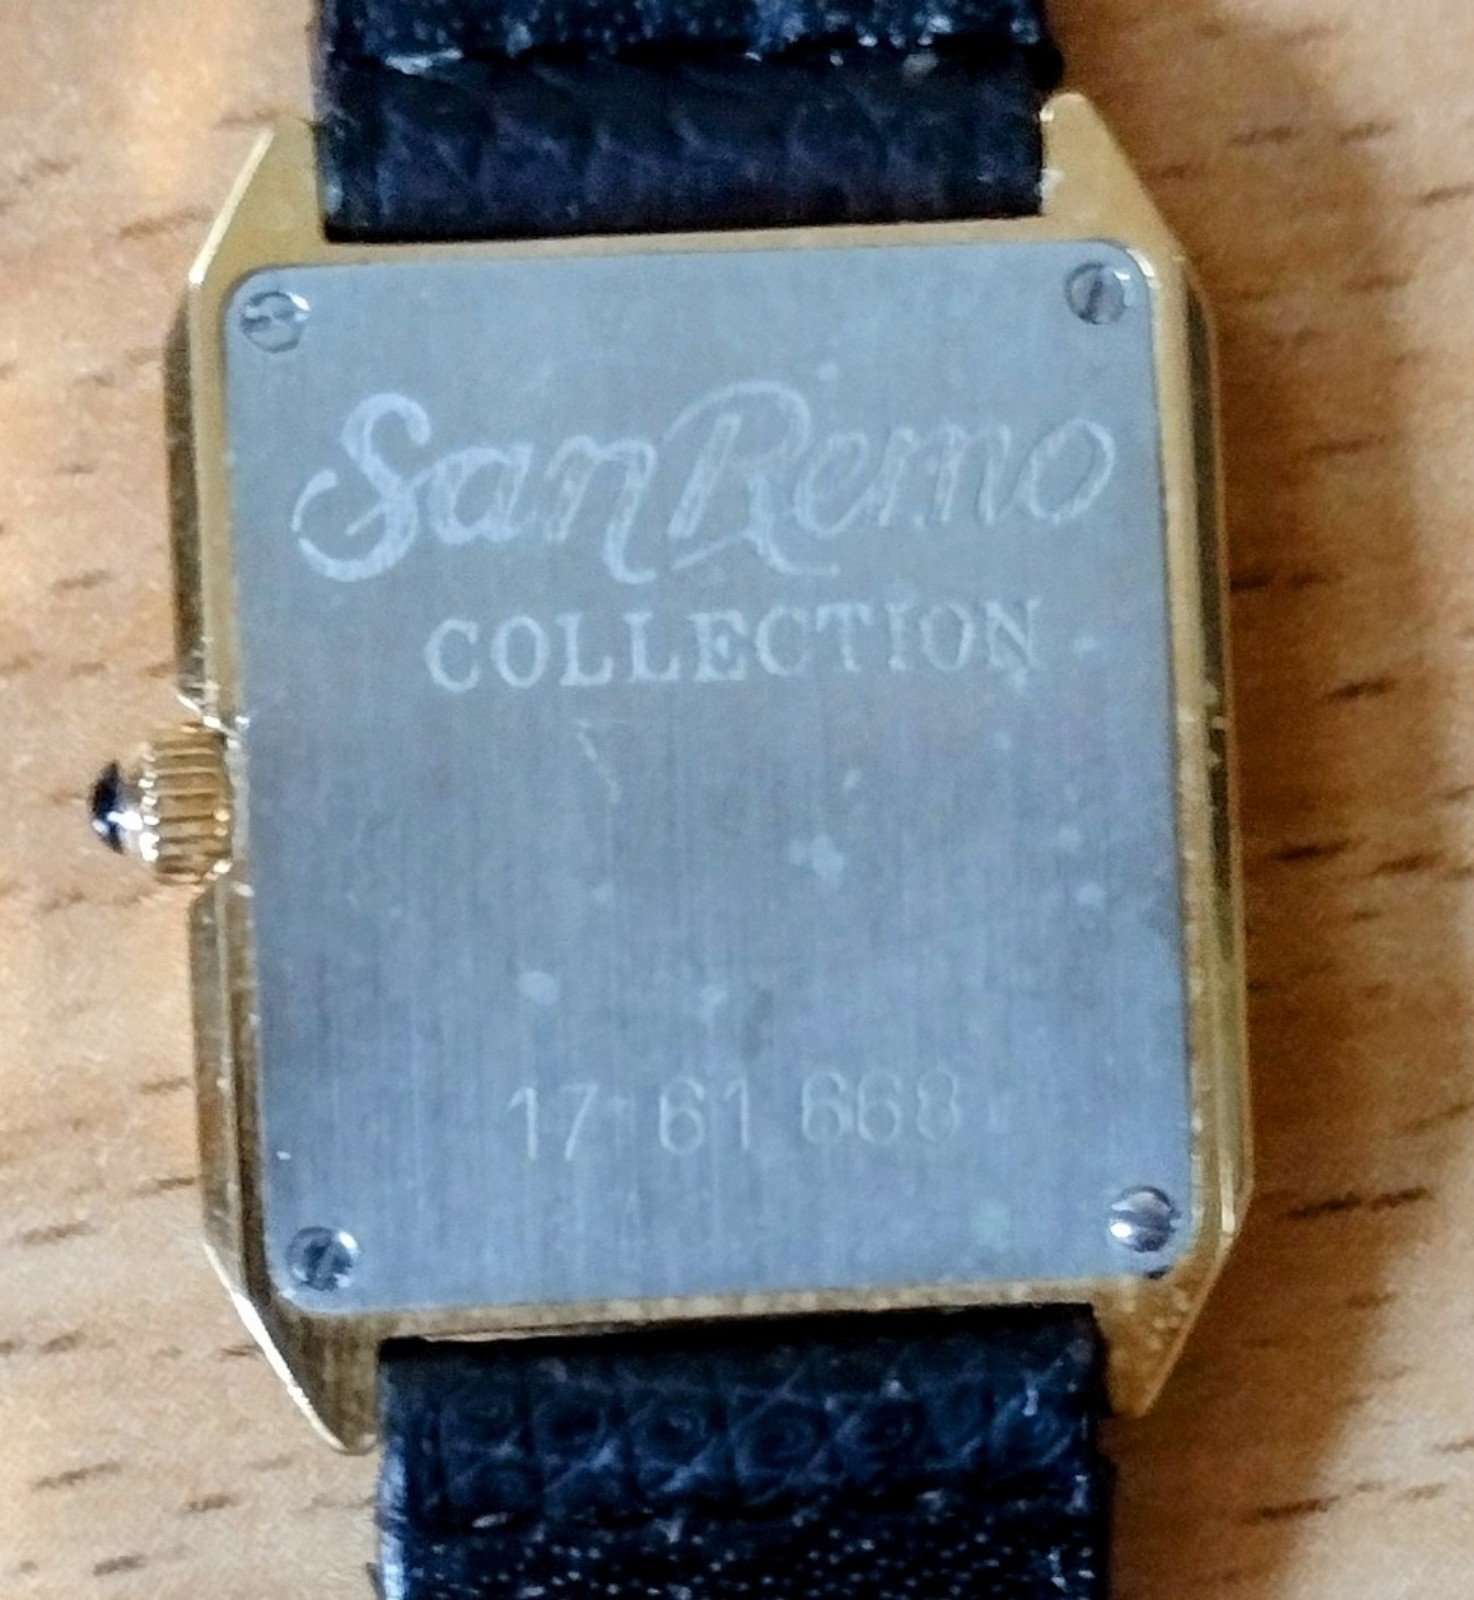 San Remo
COLLECTION
17 61 668